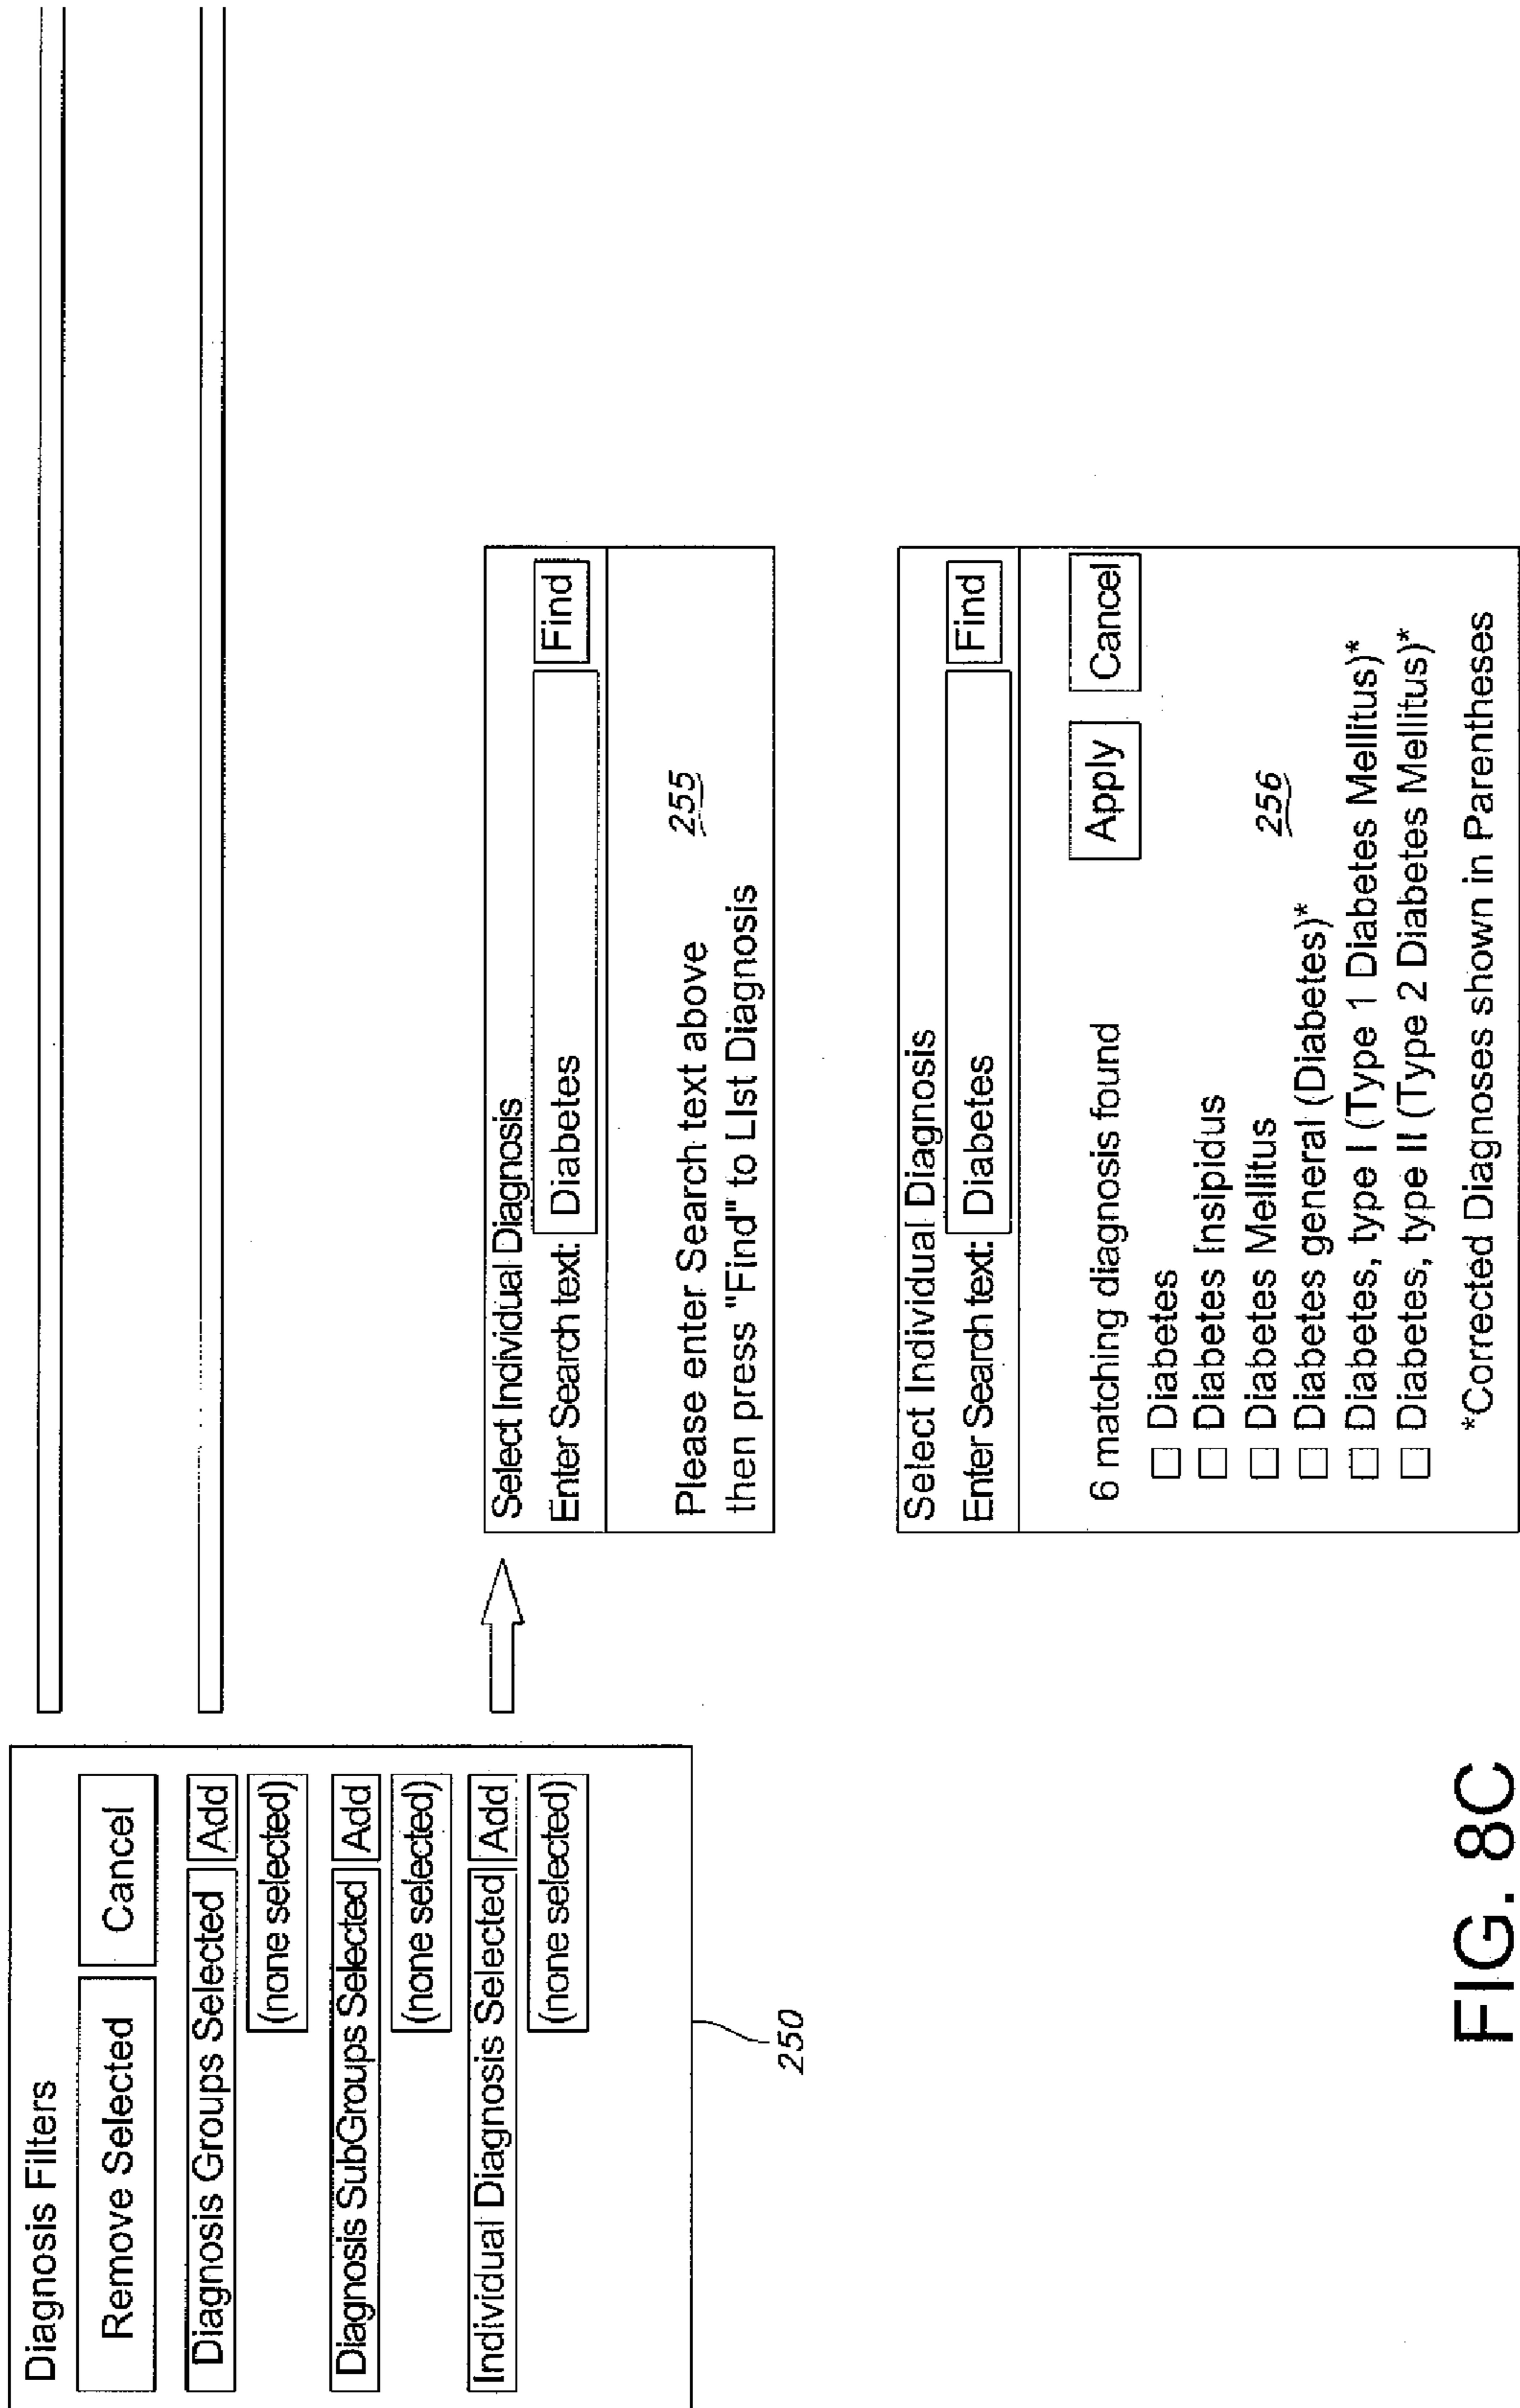 Diagnosis Filters
Remove Selected Cancel
Diagnosis Groups Selected Add
(none selected)
Diagnosis SubGroups Selected Add
(none selected)
Individual Diagnosis Selected Add
(none selected)
250
Select Individual Diagnosis
Enter Search text: Diabetes Find
Please enter Search text above 255
then press "Find" to LIst Diagnosis
Select Individual Diagnosis
Enter Search text: Diabetes Find
6 matching diagnosis found Apply Cancel
Diabetes
Diabetes Insipidus
Diabetes Mellitus 256
Diabetes general (Diabetes)*
Diabetes, type I (Type 1 Diabetes Mellitus)*
Diabetes, type II (Type 2 Diabetes Mellitus)*
*Corrected Diagnoses shown in Parentheses
FIG. 8C